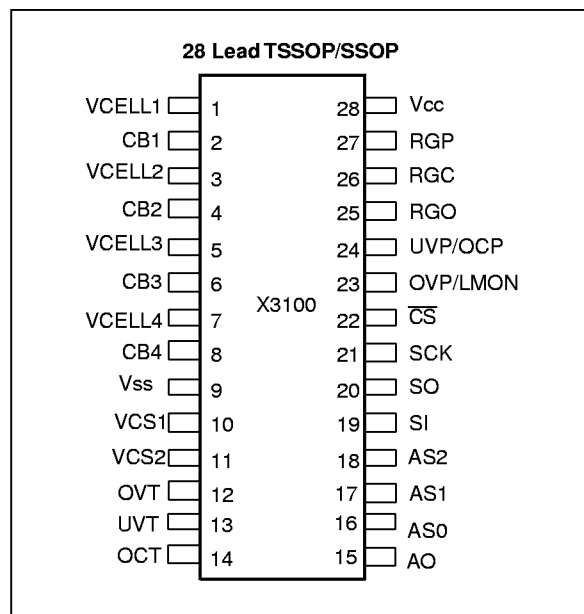 28 Lead TSSOP/SSOP
VCELL1 1 28 Vcc
CB1 2 27 RGP
VCELL2 3 26 RGC
CB2 4 25 RGO
VCELL3 5 24 UVP/OCP
CB3 6 23 OVP/LMON
X3100
VCELL4 7 22 C̅S̅
CB4 8 21 SCK
Vss 9 20 SO
VCS1 10 19 SI
VCS2 11 18 AS2
OVT 12 17 AS1
UVT 13 16 AS0
OCT 14 15 AO